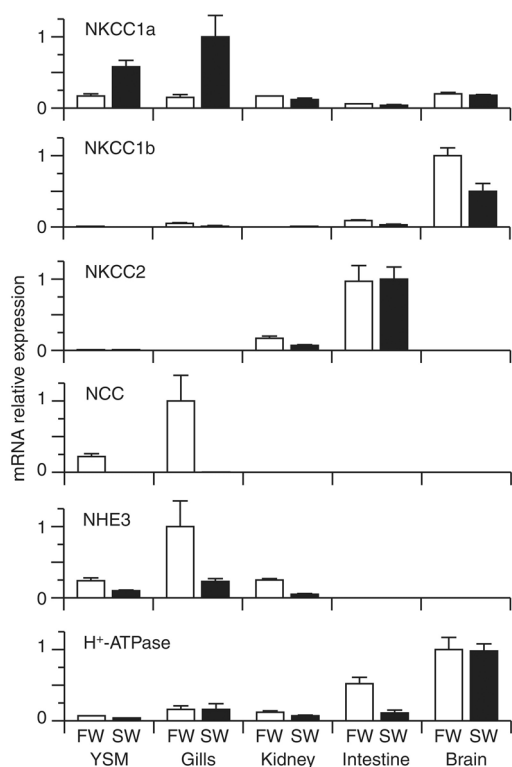 mRNA relative expression
NKCC1a
1
0
NKCC1b
1
0
NKCC2
1
0
NCC
1
0
NHE3
1
0
H+-ATPase
1
0
FW SW FW SW FW SW FW SW FW SW
YSM Gills Kidney Intestine Brain